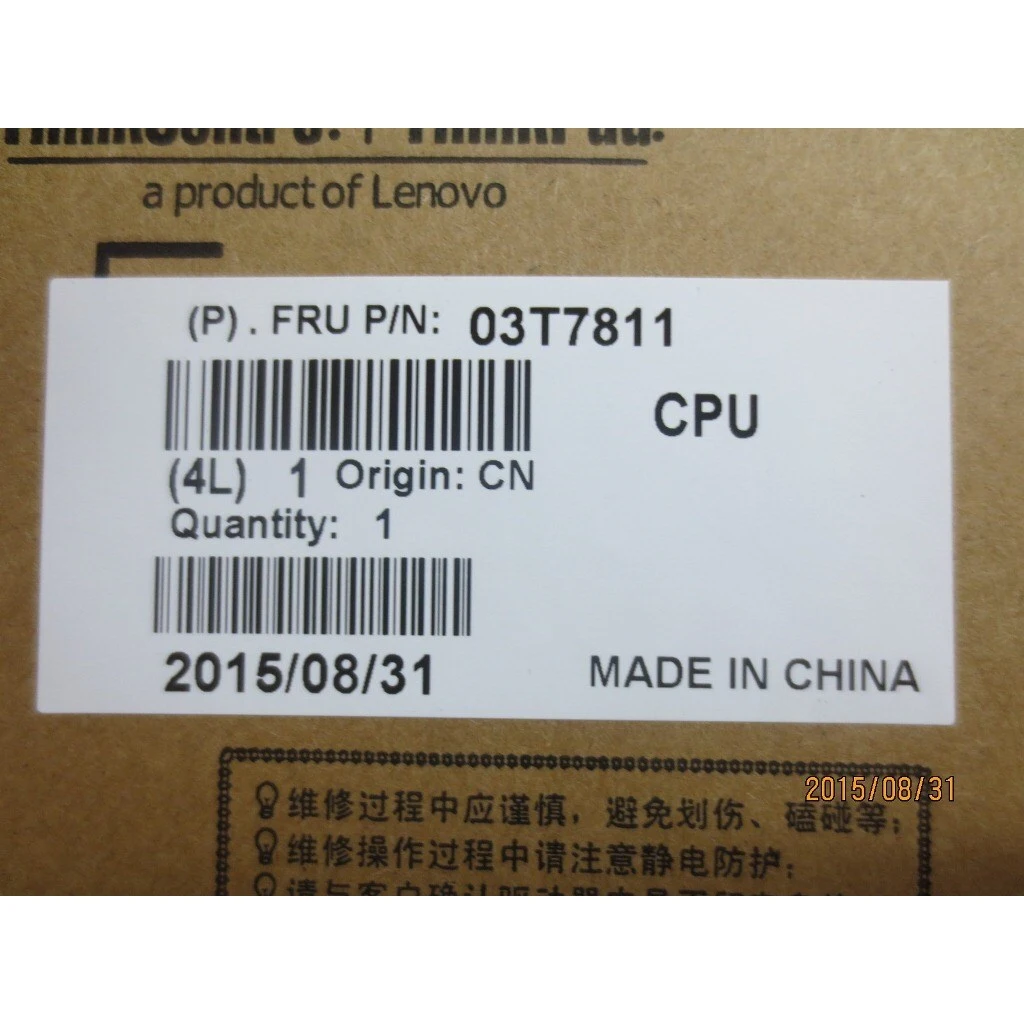 ThinkCentre. / ThinkPad.
a product of Lenovo
(P) . FRU P/N: 03T7811
CPU
(4L) 1 Origin: CN
Quantity: 1
2015/08/31
MADE IN CHINA
2015/08/31
维修过程中应谨慎，避免划伤、磕碰等；
维修操作过程中请注意静电防护；